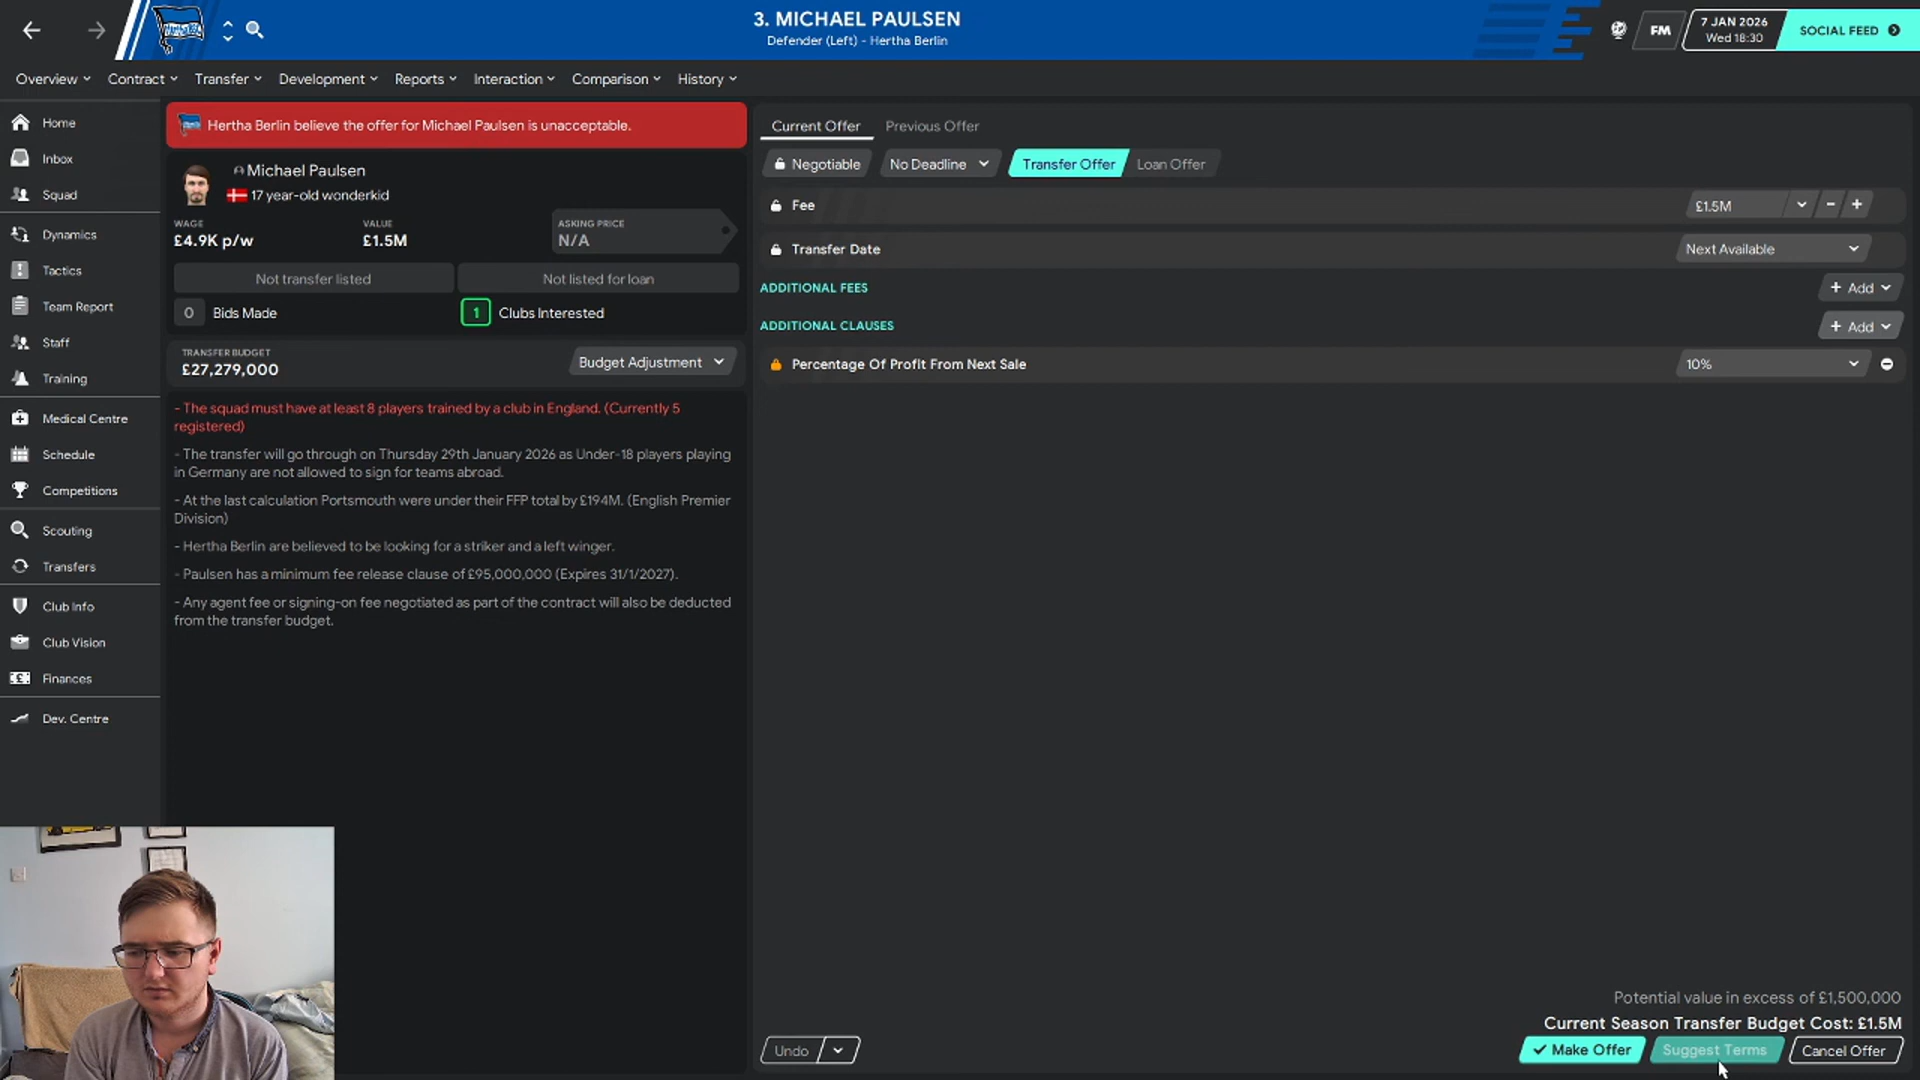 3. MICHAEL PAULSEN
Defender (Left) - Hertha Berlin
FM
7 JAN 2026
Wed 18:30
SOCIAL FEED
Overview
Contract
Transfer
Development
Reports
Interaction
Comparison
History
Home
Inbox
Squad
Dynamics
Tactics
Team Report
Staff
Training
Medical Centre
Schedule
Competitions
Scouting
Transfers
Club Info
Club Vision
Finances
Dev. Centre
Hertha Berlin believe the offer for Michael Paulsen is unacceptable.
Michael Paulsen
17 year-old wonderkid
WAGE
£4.9K p/w
VALUE
£1.5M
ASKING PRICE
N/A
Not transfer listed
Not listed for loan
0 Bids Made
1 Clubs Interested
TRANSFER BUDGET
£27,279,000
Budget Adjustment
- The squad must have at least 8 players trained by a club in England. (Currently 5
registered)
- The transfer will go through on Thursday 29th January 2026 as Under-18 players playing
in Germany are not allowed to sign for teams abroad.
- At the last calculation Portsmouth were under their FFP total by £194M. (English Premier
Division)
- Hertha Berlin are believed to be looking for a striker and a left winger.
- Paulsen has a minimum fee release clause of £95,000,000 (Expires 31/1/2027).
- Any agent fee or signing-on fee negotiated as part of the contract will also be deducted
from the transfer budget.
Current Offer
Previous Offer
Negotiable
No Deadline
Transfer Offer
Loan Offer
Fee
£1.5M
- +
Transfer Date
Next Available
ADDITIONAL FEES
+ Add
ADDITIONAL CLAUSES
+ Add
Percentage Of Profit From Next Sale
10%
Potential value in excess of £1,500,000
Current Season Transfer Budget Cost: £1.5M
Undo
Make Offer
Suggest Terms
Cancel Offer